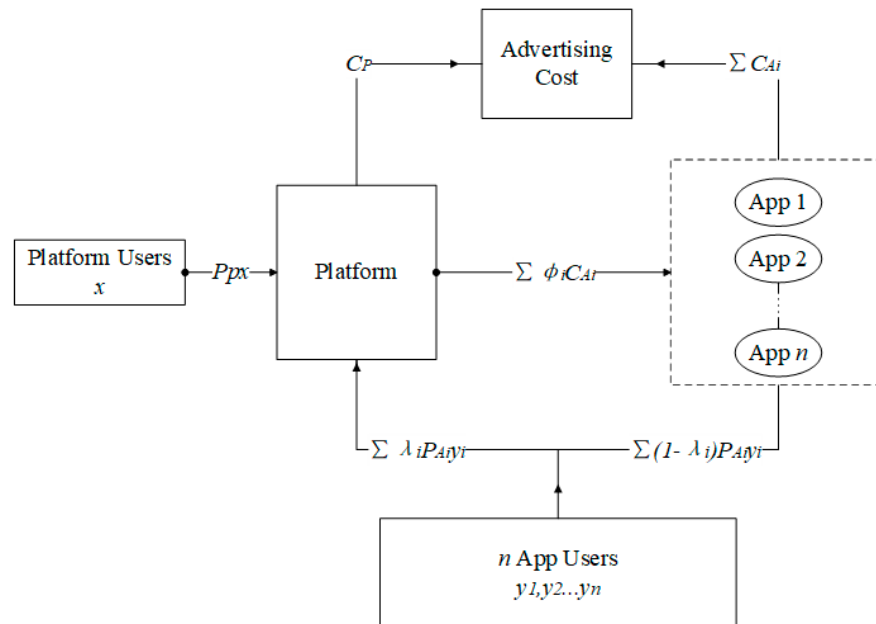 Advertising
Cost
CP
∑ CAi
App 1
App 2
App n
Platform Users
x
Ppx
Platform
∑ ϕiCAi
∑ λiPAiyi
∑(1- λi)PAiyi
n App Users
y1,y2...yn